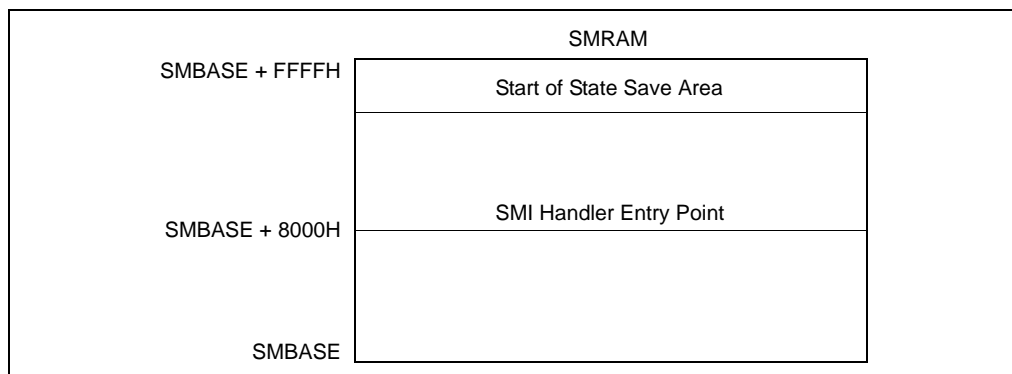 SMRAM
SMBASE + FFFFH
Start of State Save Area
SMI Handler Entry Point
SMBASE + 8000H
SMBASE